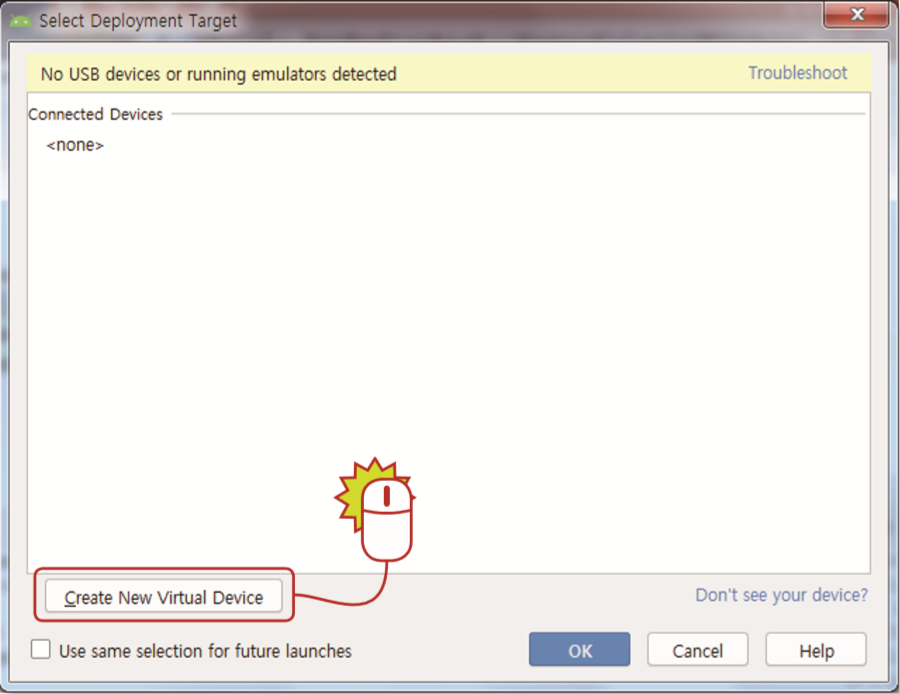 Select Deployment Target
No USB devices or running emulators detected
Troubleshoot
Connected Devices
<none>
Create New Virtual Device
Don't see your device?
Use same selection for future launches
OK
Cancel
Help